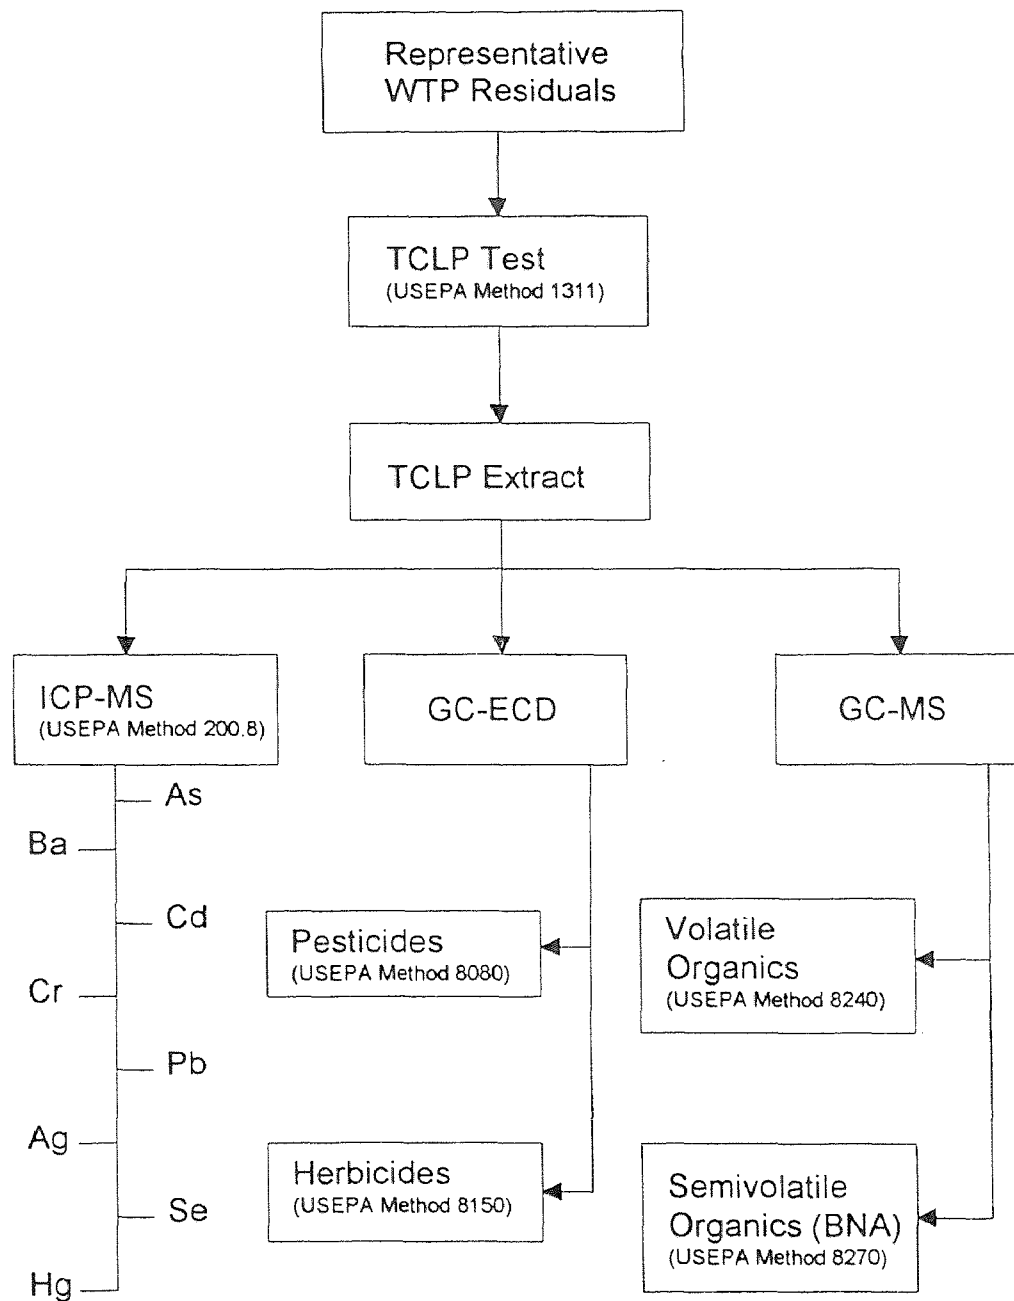 Representative
WTP Residuals
TCLP Test
(USEPA Method 1311)
TCLP Extract
ICP-MS
(USEPA Method 200.8)
GC-ECD
GC-MS
As
Ba
Cd
Cr
Pb
Ag
Se
Hg
Pesticides
(USEPA Method 8080)
Herbicides
(USEPA Method 8150)
Volatile
Organics
(USEPA Method 8240)
Semivolatile
Organics (BNA)
(USEPA Method 8270)